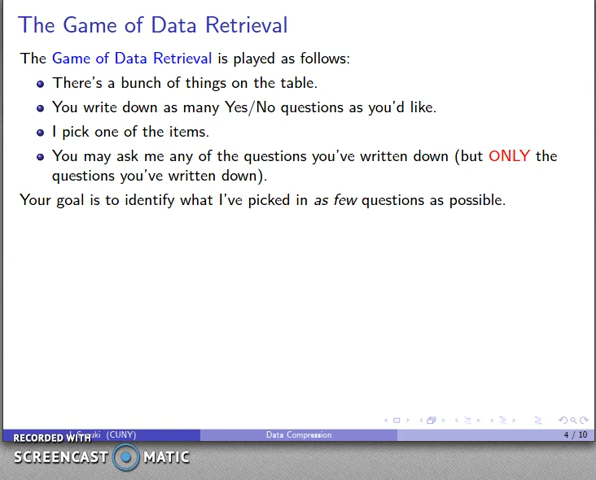 The Game of Data Retrieval
The Game of Data Retrieval is played as follows:
There's a bunch of things on the table.
You write down as many Yes/No questions as you'd like.
I pick one of the items.
You may ask me any of the questions you've written down (but ONLY the
questions you've written down).
Your goal is to identify what I've picked in as few questions as possible.
(CUNY) Data Compression 4 / 10
RECORDED WITH
SCREENCAST MATIC